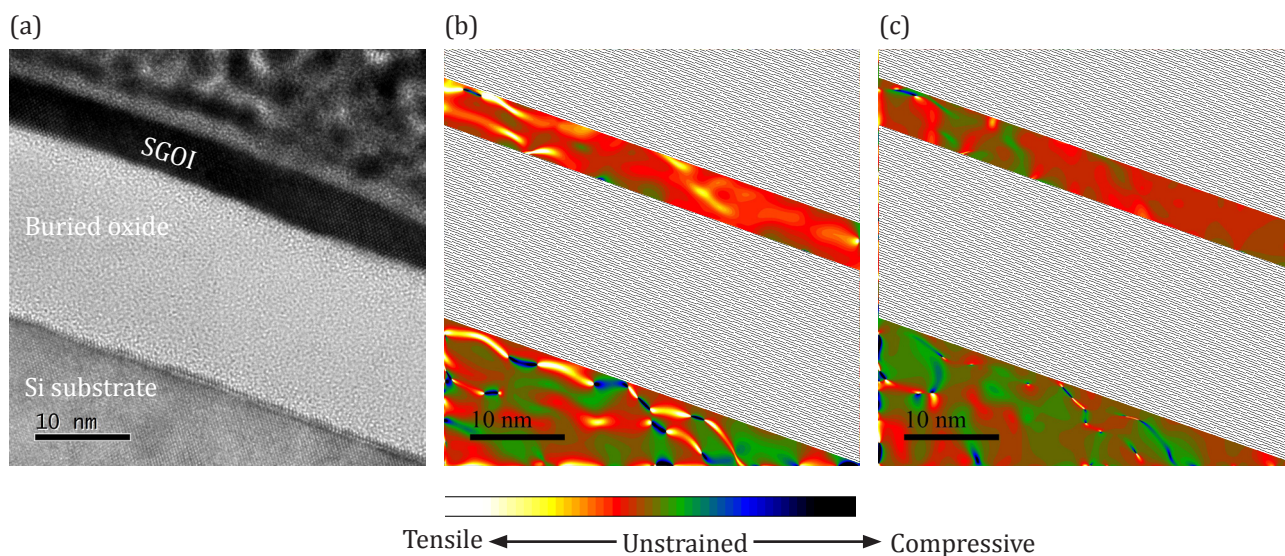 (a)
(b)
(c)
SGOI
Buried oxide
Si substrate
10 nm
10 nm
10 nm
Tensile
Unstrained
Compressive